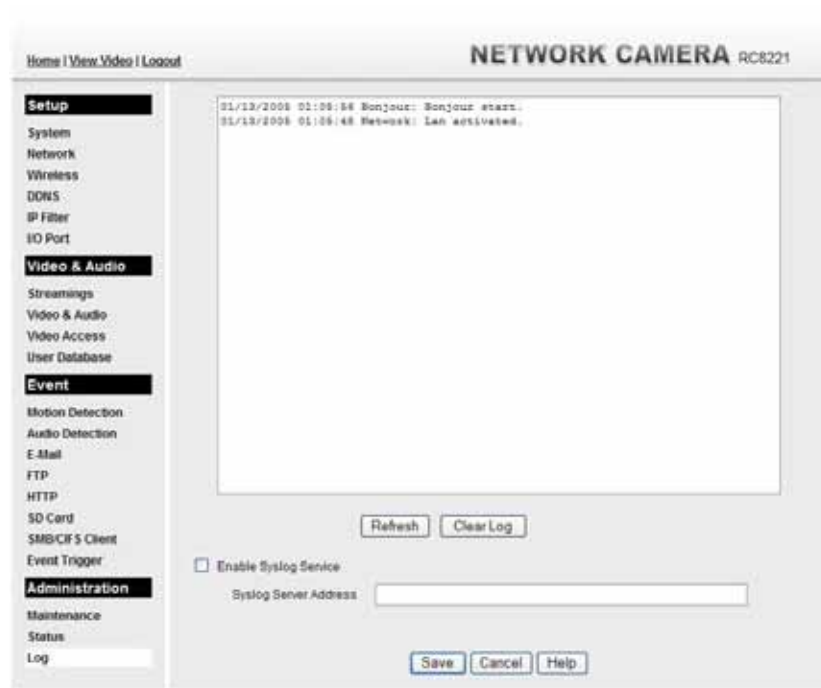 Home | View Video | Logout
NETWORK CAMERA RC8221
Setup
System
Network
Wireless
DDNS
IP Filter
I/O Port
Video & Audio
Streamings
Video & Audio
Video Access
User Database
Event
Motion Detection
Audio Detection
E-Mail
FTP
HTTP
SD Card
SMB/CIFS Client
Event Trigger
Administration
Maintenance
Status
Log
Bonjour: Bonjour start.
Network: Lan activated.
Refresh
Clear Log
Enable Syslog Service
Syslog Server Address
Save
Cancel
Help